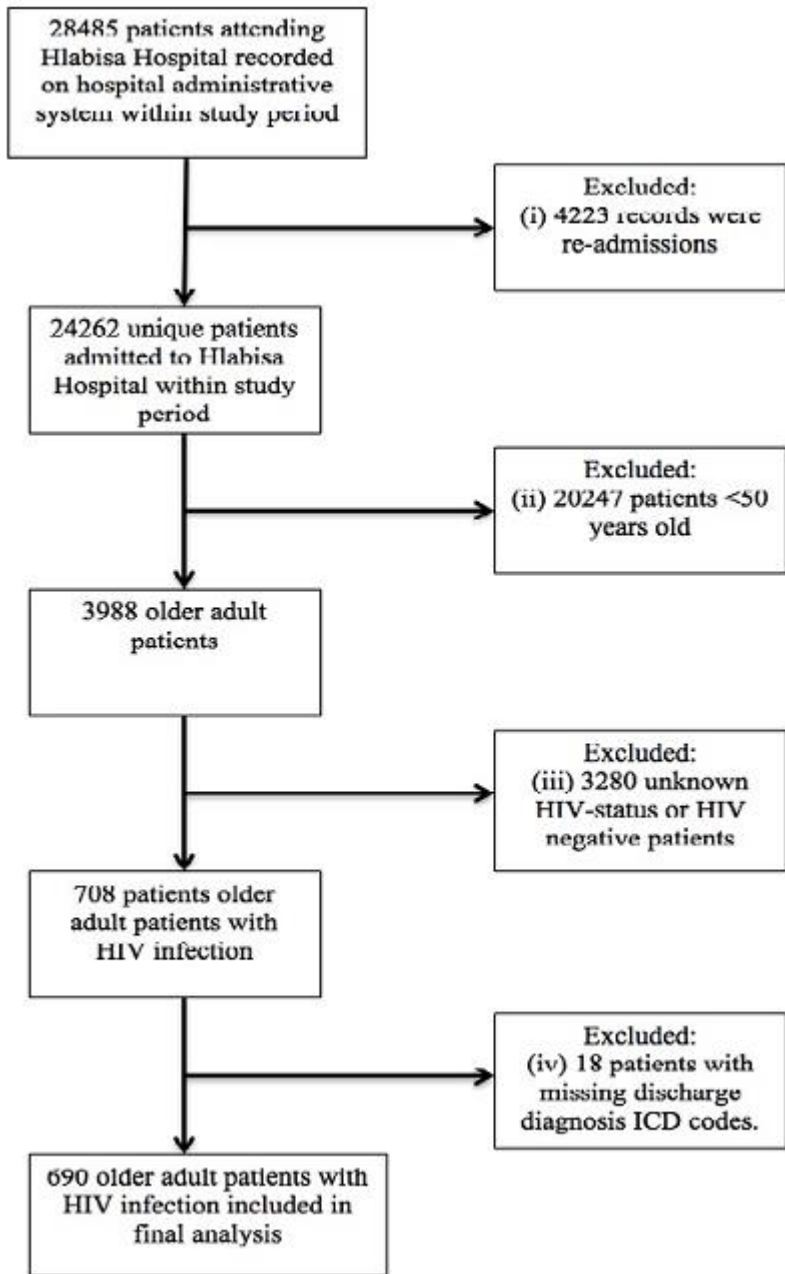 28485 patients attending
Hlabisa Hospital recorded
on hospital administrative
system within study period
Excluded:
(i) 4223 records were
re-admissions
24262 unique patients
admitted to Hlabisa
Hospital within study
period
Excluded:
(ii) 20247 patients <50
years old
3988 older adult
patients
Excluded:
(iii) 3280 unknown
HIV-status or HIV
negative patients
708 patients older
adult patients with
HIV infection
Excluded:
(iv) 18 patients with
missing discharge
diagnosis ICD codes.
690 older adult patients with
HIV infection included in
final analysis